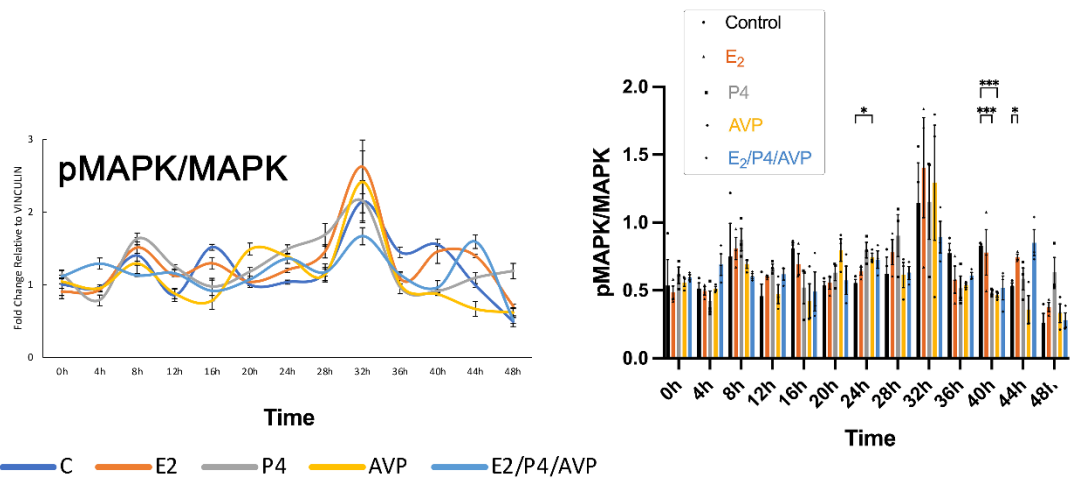 pMAPK/MAPK
Fold Change Relative to VINCULIN
3
2
1
0
0h 4h 8h 12h 16h 20h 24h 28h 32h 36h 40h 44h 48h
Time
C E2 P4 AVP E2/P4/AVP
Control
E₂
P4
AVP
E₂/P4/AVP
pMAPK/MAPK
2.0
1.5
1.0
0.5
0.0
***
* *** *
0h 4h 8h 12h 16h 20h 24h 28h 32h 36h 40h 44h
Time